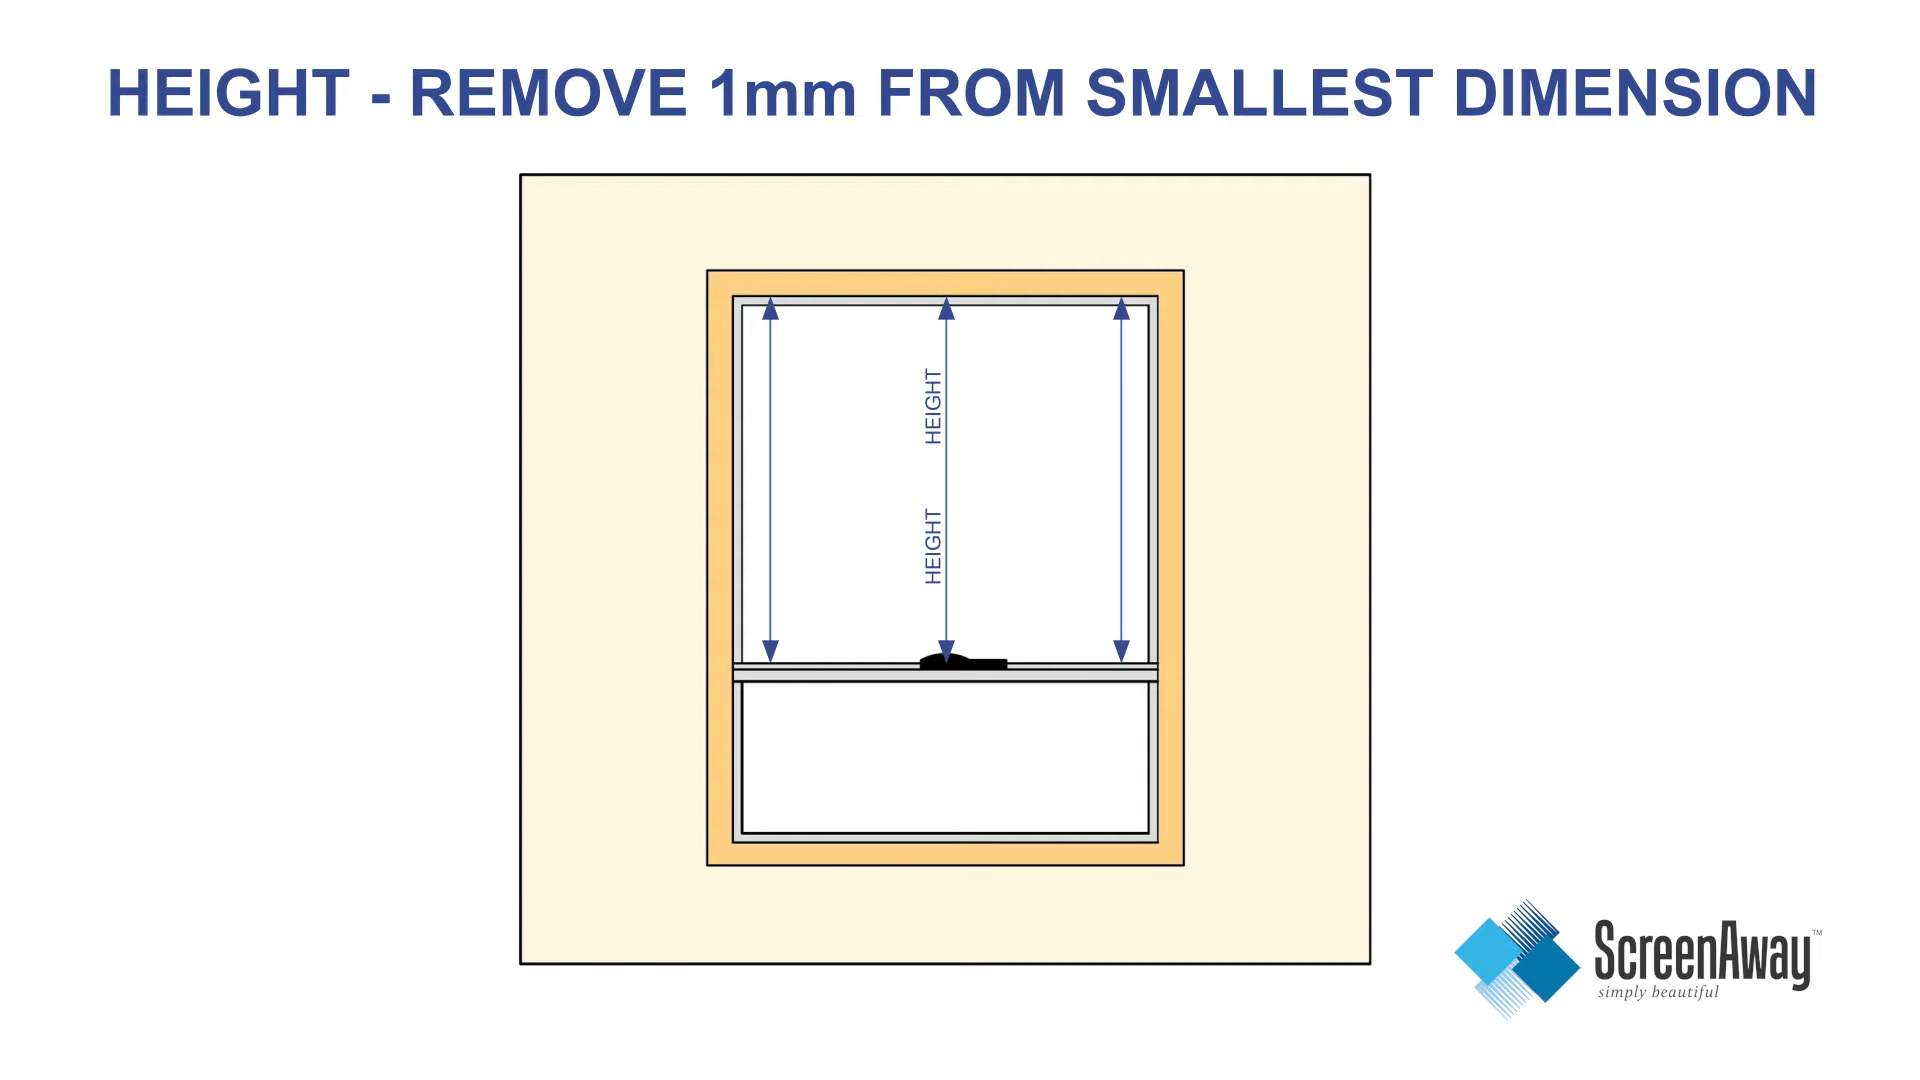 HEIGHT - REMOVE 1mm FROM SMALLEST DIMENSION
HEIGHT
HEIGHT
ScreenAway™
simply beautiful